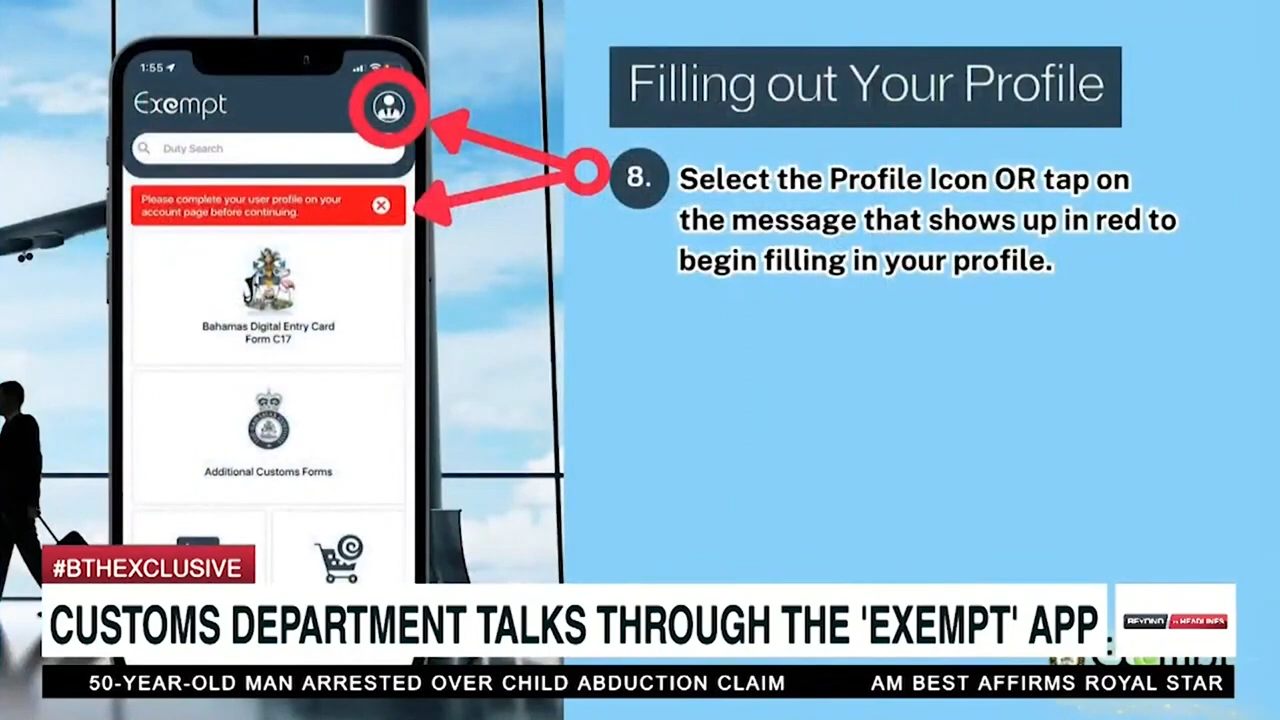 1:55
Exempt
Duty Search
Please complete your user profile on your
account page before continuing.
Bahamas Digital Entry Card
Form C17
Additional Customs Forms
Filling out Your Profile
8.
Select the Profile Icon OR tap on
the message that shows up in red to
begin filling in your profile.
#BTHEXCLUSIVE
CUSTOMS DEPARTMENT TALKS THROUGH THE 'EXEMPT' APP
BEYOND THE HEADLINES
50-YEAR-OLD MAN ARRESTED OVER CHILD ABDUCTION CLAIM AM BEST AFFIRMS ROYAL STAR